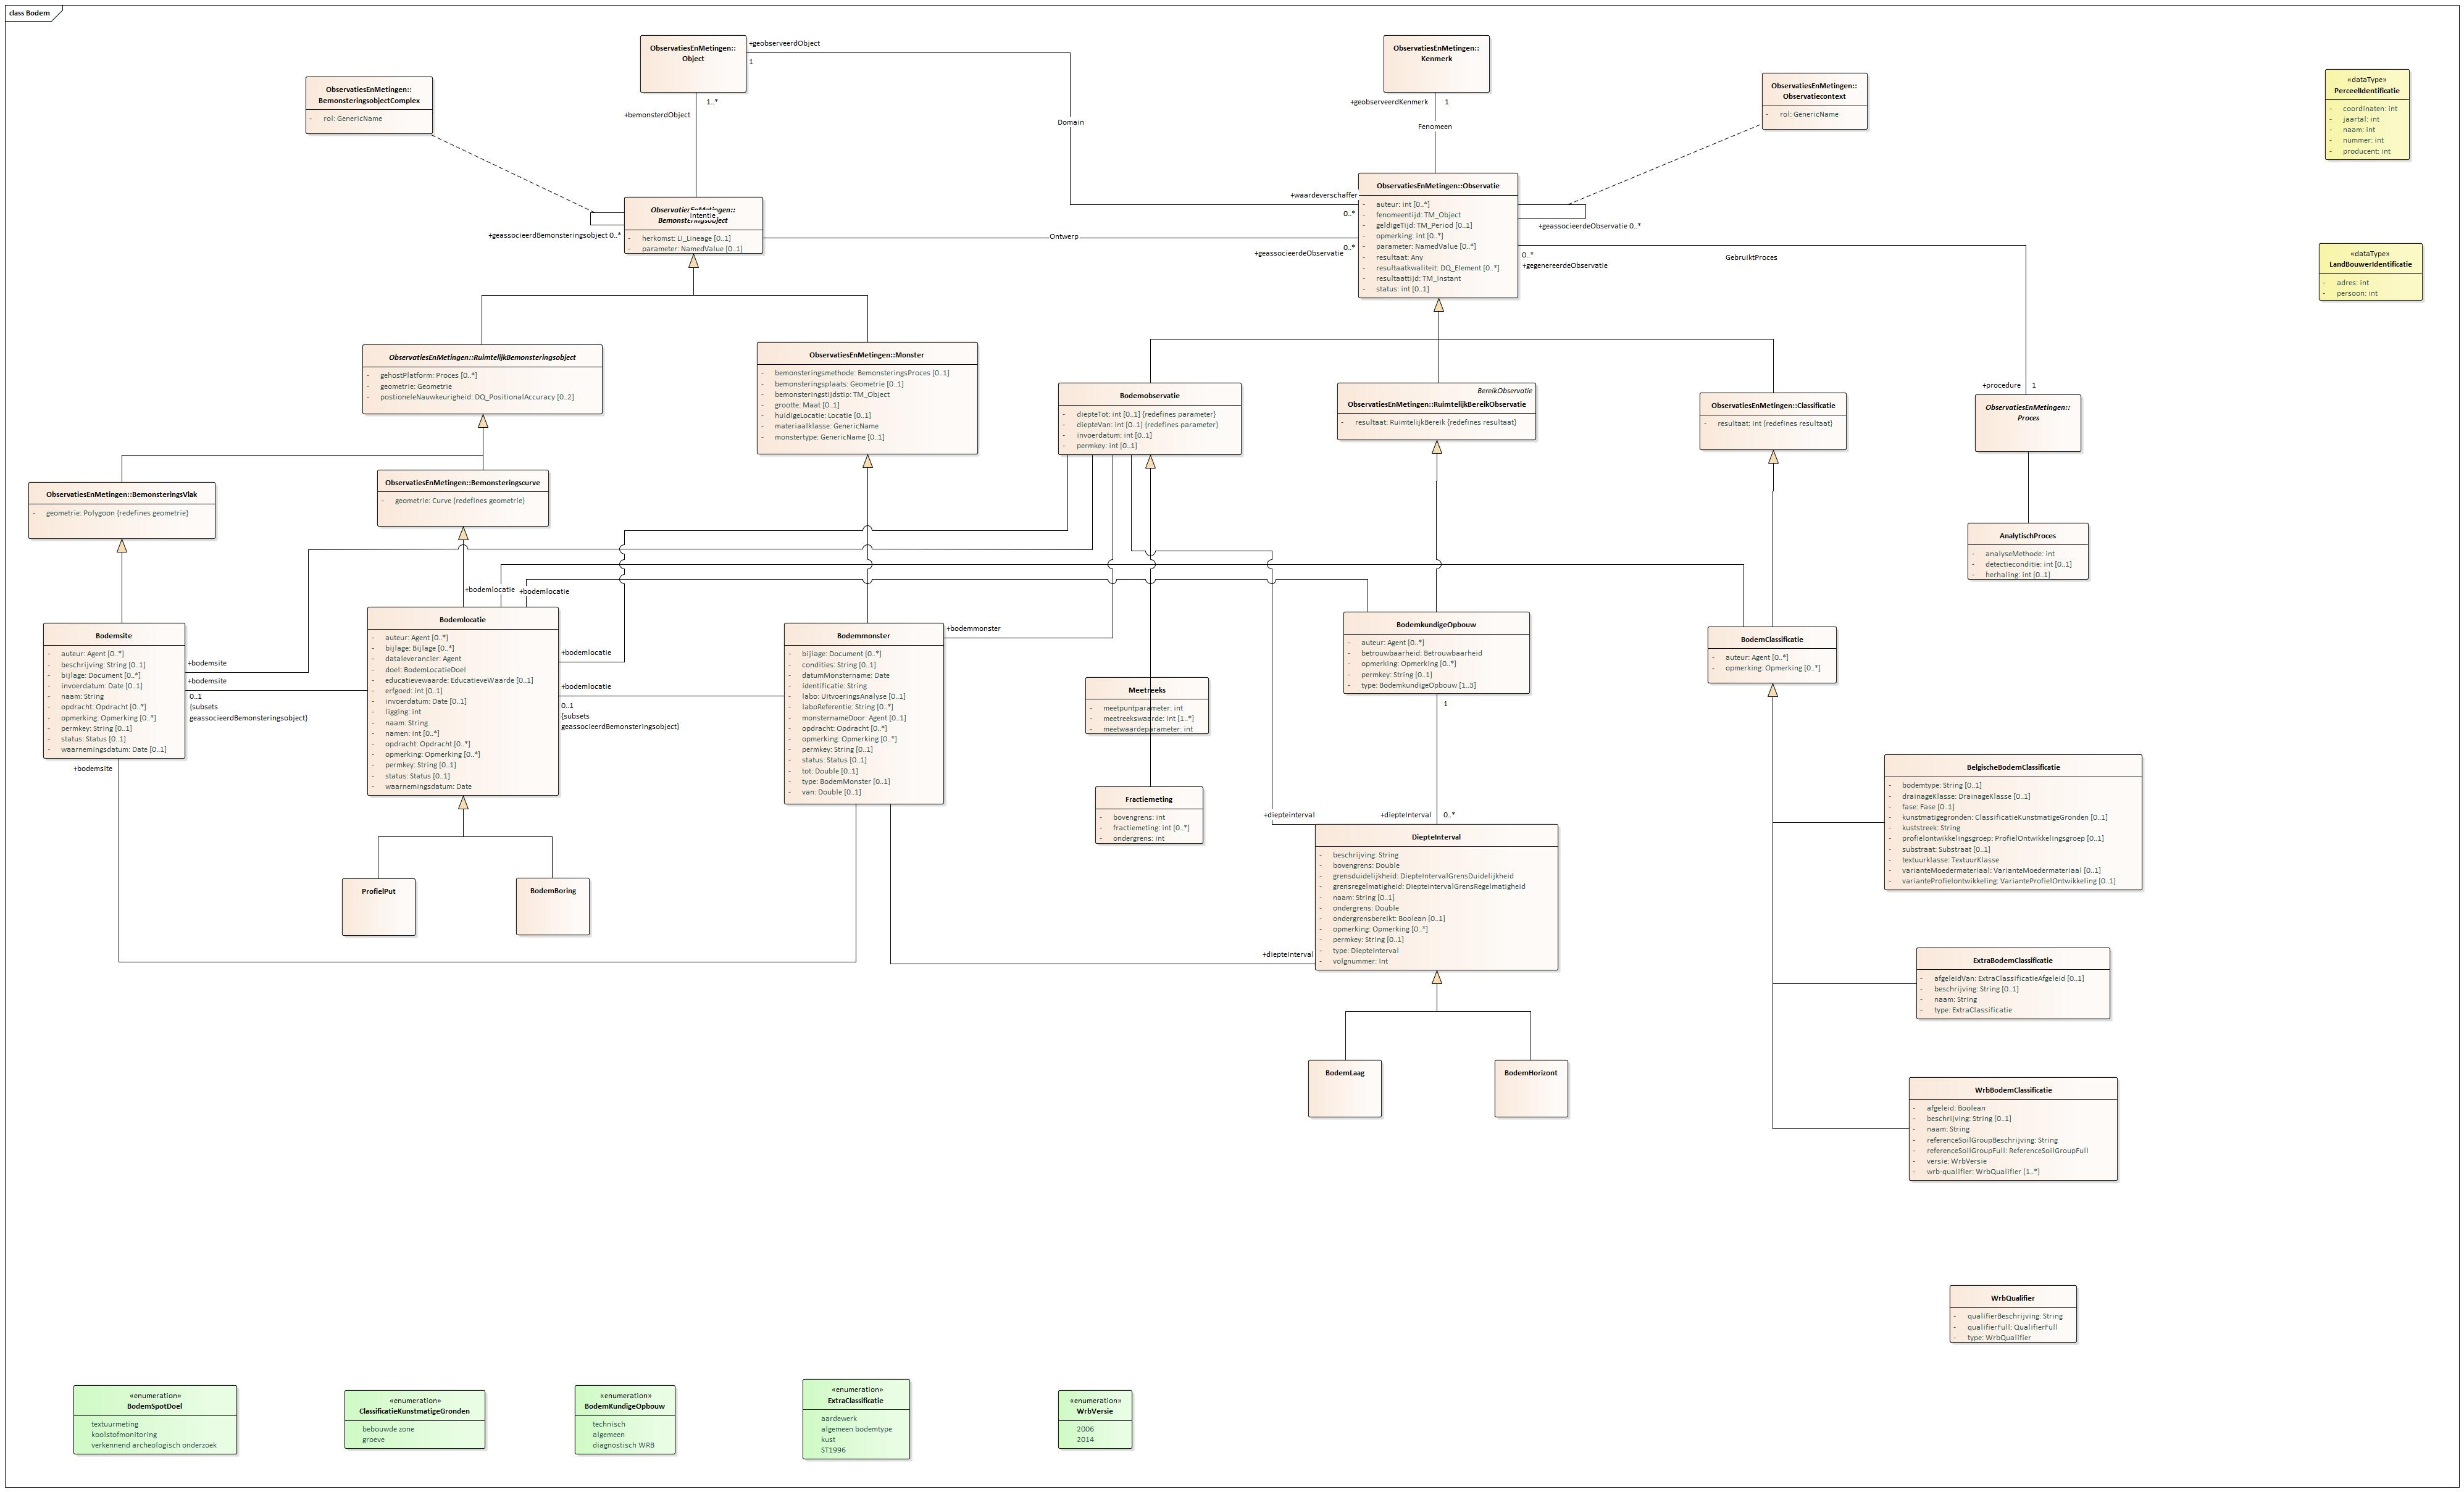 class Bodem
ObservatiesEnMetingen::
Object
+geobserveerdObject
1
1..*
+bemonsterdObject
ObservatiesEnMetingen::
BemonsteringsobjectComplex
- rol: GenericName
ObservatiesEnMetingen::
Kenmerk
+geobserveerdKenmerk
1
Fenomeen
Domain
ObservatiesEnMetingen::
Observatiecontext
- rol: GenericName
«dataType»
PerceelIdentificatie
- coordinaten: int
- jaartal: int
- naam: int
- nummer: int
- producent: int
«dataType»
LandBouwerIdentificatie
- adres: int
- persoon: int
ObservatiesEnMetingen::
Bemonsteringsobject
Intentie
- herkomst: LI_Lineage [0..1]
- parameter: NamedValue [0..1]
+geassocieerdBemonsteringsobject 0..*
Ontwerp
+waardeverschaffer
0..*
0..*
+geassocieerdeObservatie
ObservatiesEnMetingen::Observatie
- auteur: int [0..*]
- fenomeentijd: TM_Object
- geldigeTijd: TM_Period [0..1]
- opmerking: int [0..*]
- parameter: NamedValue [0..*]
- resultaat: Any
- resultaatkwaliteit: DQ_Element [0..*]
- resultaattijd: TM_Instant
- status: int [0..1]
+geassocieerdeObservatie 0..*
0..*
+gegenereerdeObservatie
GebruiktProces
+procedure
1
ObservatiesEnMetingen::RuimtelijkBemonsteringsobject
- gehostPlatform: Proces [0..*]
- geometrie: Geometrie
- postioneleNauwkeurigheid: DQ_PositionalAccuracy [0..2]
ObservatiesEnMetingen::Monster
- bemonsteringsmethode: BemonsteringsProces [0..1]
- bemonsteringsplaats: Geometrie [0..1]
- bemonsteringstijdstip: TM_Object
- grootte: Maat [0..1]
- huidigeLocatie: Locatie [0..1]
- materiaalklasse: GenericName
- monstertype: GenericName [0..1]
Bodemobservatie
- diepteTot: int [0..1] {redefines parameter}
- diepteVan: int [0..1] {redefines parameter}
- invoerdatum: int [0..1]
- permkey: int [0..1]
BereikObservatie
ObservatiesEnMetingen::RuimtelijkBereikObservatie
- resultaat: RuimtelijkBereik {redefines resultaat}
ObservatiesEnMetingen::Classificatie
- resultaat: int {redefines resultaat}
ObservatiesEnMetingen::
Proces
ObservatiesEnMetingen::BemonsteringsVlak
- geometrie: Polygoon {redefines geometrie}
ObservatiesEnMetingen::Bemonsteringscurve
- geometrie: Curve {redefines geometrie}
AnalytischProces
- analyseMethode: int
- detectieconditie: int [0..1]
- herhaling: int [0..1]
+bodemlocatie
+bodemlocatie
Bodemsite
- auteur: Agent [0..*]
- beschrijving: String [0..1]
- bijlage: Document [0..*]
- invoerdatum: Date [0..1]
- naam: String
- opdracht: Opdracht [0..*]
- opmerking: Opmerking [0..*]
- permkey: String [0..1]
- status: Status [0..1]
- waarnemingsdatum: Date [0..1]
+bodemsite
+bodemsite
0..1
{subsets
geassocieerdBemonsteringsobject}
+bodemsite
Bodemlocatie
- auteur: Agent [0..*]
- bijlage: Bijlage [0..*]
- dataleverancier: Agent
- doel: BodemLocatieDoel
- educatievewaarde: EducatieveWaarde [0..1]
- erfgoed: int [0..1]
- invoerdatum: Date [0..1]
- ligging: int
- naam: String
- namen: int [0..*]
- opdracht: Opdracht [0..*]
- opmerking: Opmerking [0..*]
- permkey: String [0..1]
- status: Status [0..1]
- waarnemingsdatum: Date
+bodemlocatie
+bodemlocatie
0..1
{subsets
geassocieerdBemonsteringsobject}
Bodemmonster
- bijlage: Document [0..*]
- condities: String [0..1]
- datumMonstername: Date
- identificatie: String
- labo: UitvoeringsAnalyse [0..1]
- laboReferentie: String [0..*]
- monsternameDoor: Agent [0..1]
- opdracht: Opdracht [0..*]
- opmerking: Opmerking [0..*]
- permkey: String [0..1]
- status: Status [0..1]
- tot: Double [0..1]
- type: BodemMonster [0..1]
- van: Double [0..1]
+bodemmonster
Meetreeks
- meetpuntparameter: int
- meetreekswaarde: int [1..*]
- meetwaardeparameter: int
Fractiemeting
- bovengrens: int
- fractiemeting: int [0..*]
- ondergrens: int
BodemkundigeOpbouw
- auteur: Agent [0..*]
- betrouwbaarheid: Betrouwbaarheid
- opmerking: Opmerking [0..*]
- permkey: String [0..1]
- type: BodemkundigeOpbouw [1..3]
1
BodemClassificatie
- auteur: Agent [0..*]
- opmerking: Opmerking [0..*]
+diepteinterval
+diepteInterval
0..*
DiepteInterval
- beschrijving: String
- bovengrens: Double
- grensduidelijkheid: DiepteIntervalGrensDuidelijkheid
- grensregelmatigheid: DiepteIntervalGrensRegelmatigheid
- naam: String [0..1]
- ondergrens: Double
- ondergrensbereikt: Boolean [0..1]
- opmerking: Opmerking [0..*]
- permkey: String [0..1]
- type: DiepteInterval
- volgnummer: Int
+diepteInterval
BelgischeBodemClassificatie
- bodemtype: String [0..1]
- drainageKlasse: DrainageKlasse [0..1]
- fase: Fase [0..1]
- kunstmatigegronden: ClassificatieKunstmatigeGronden [0..1]
- kuststreek: String
- profielontwikkelingsgroep: ProfielOntwikkelingsgroep [0..1]
- substraat: Substraat [0..1]
- textuurklasse: TextuurKlasse
- varianteMoedermateriaal: VarianteMoedermateriaal [0..1]
- varianteProfielontwikkeling: VarianteProfielOntwikkeling [0..1]
ProfielPut
BodemBoring
ExtraBodemClassificatie
- afgeleidVan: ExtraClassificatieAfgeleid [0..1]
- beschrijving: String [0..1]
- naam: String
- type: ExtraClassificatie
BodemLaag
BodemHorizont
WrbBodemClassificatie
- afgeleid: Boolean
- beschrijving: String [0..1]
- naam: String
- referenceSoilGroupBeschrijving: String
- referenceSoilGroupFull: ReferenceSoilGroupFull
- versie: WrbVersie
- wrb-qualifier: WrbQualifier [1..*]
WrbQualifier
- qualifierBeschrijving: String
- qualifierFull: QualifierFull
- type: WrbQualifier
«enumeration»
BodemSpotDoel
textuurmeting
koolstofmonitoring
verkennend archeologisch onderzoek
«enumeration»
ClassificatieKunstmatigeGronden
bebouwde zone
groeve
«enumeration»
BodemKundigeOpbouw
technisch
algemeen
diagnostisch WRB
«enumeration»
ExtraClassificatie
aardewerk
algemeen bodemtype
kust
ST1996
«enumeration»
WrbVersie
2006
2014